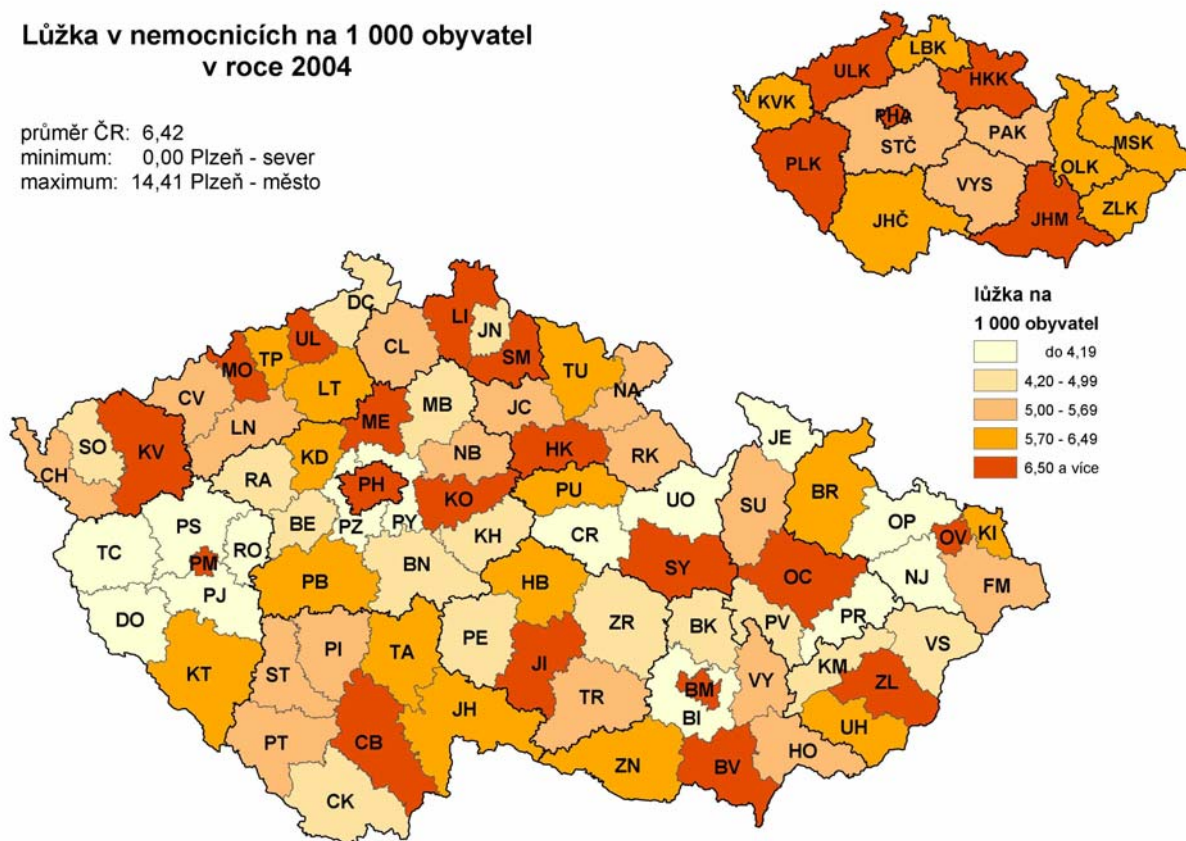 Lůžka v nemocnicích na 1 000 obyvatel
v roce 2004
průměr ČR: 6,42
minimum: 0,00 Plzeň - sever
maximum: 14,41 Plzeň - město
LBK
ULK
HKK
KVK
PHA
PAK
STČ
MSK
PLK
OLK
VYS
ZLK
JHČ
JHM
lůžka na
1 000 obyvatel
do 4,19
4,20 - 4,99
5,00 - 5,69
5,70 - 6,49
6,50 a více
DC
LI
JN
UL
CL
SM
TP
MO
TU
NA
LT
CV
MB
JC
ME
LN
SO
KV
HK
JE
KD
NB
RK
CH
RA
BR
PH
KO
PU
UO
SU
PS
BE
PZ
PY
OP
KI
TC
RO
KH
CR
OV
PM
BN
SY
OC
NJ
PB
HB
FM
PJ
DO
PR
ZR
BK
PV
PE
VS
PI
TA
KM
ST
JI
KT
ZL
BM
VY
TR
JH
BI
UH
PT
CB
HO
ZN
BV
CK